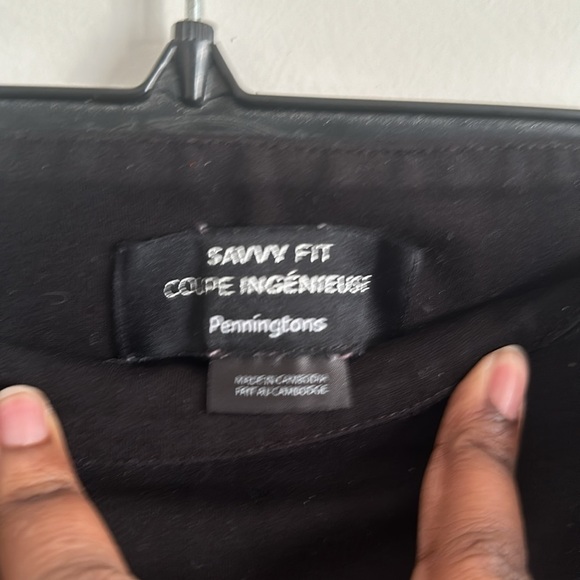 SAVVY FIT
COUPE INGÉNIEUSE
Penningtons
MADE IN CAMBODIA
FAIT AU CAMBODGE